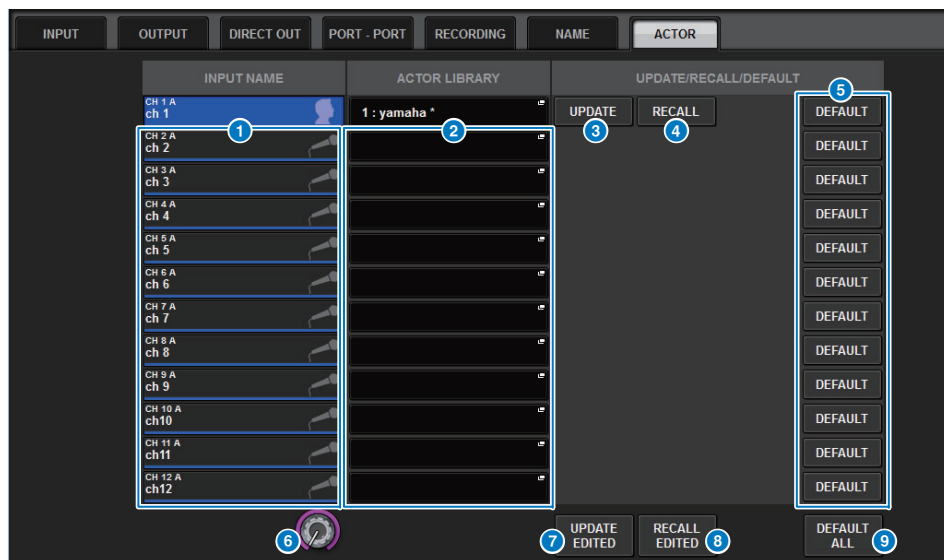 INPUT OUTPUT DIRECT OUT PORT - PORT RECORDING NAME ACTOR
INPUT NAME ACTOR LIBRARY UPDATE/RECALL/DEFAULT
5
CH 1 A
ch 1 1 : yamaha * UPDATE RECALL DEFAULT
1 2 3 4
CH 2 A
ch 2 DEFAULT
CH 3 A
ch 3 DEFAULT
CH 4 A
ch 4 DEFAULT
CH 5 A
ch 5 DEFAULT
CH 6 A
ch 6 DEFAULT
CH 7 A
ch 7 DEFAULT
CH 8 A
ch 8 DEFAULT
CH 9 A
ch 9 DEFAULT
CH 10 A
ch10 DEFAULT
CH 11 A
ch11 DEFAULT
CH 12 A
ch12 DEFAULT
6 7 UPDATE
EDITED RECALL
EDITED 8 DEFAULT
ALL 9